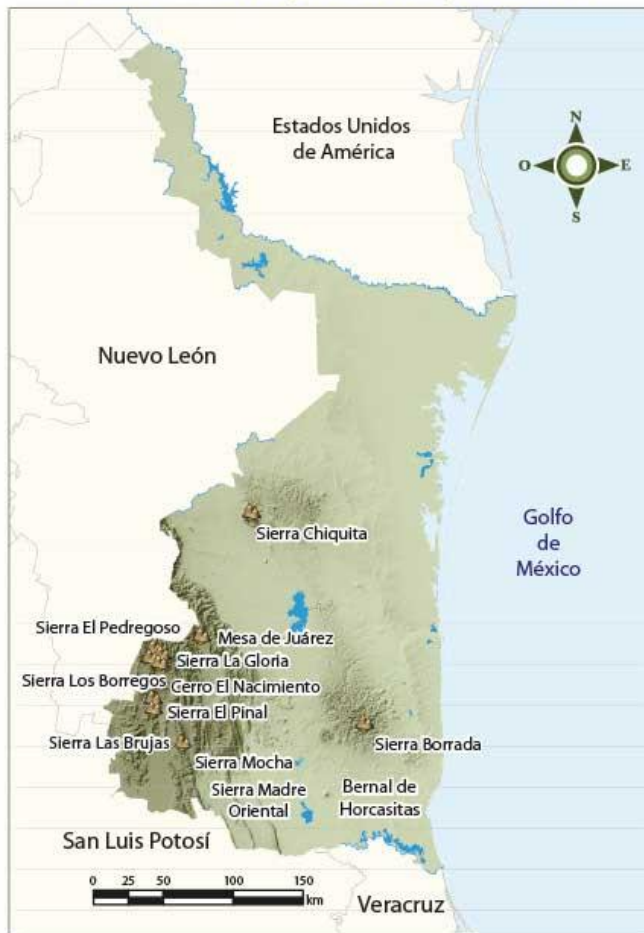 Estados Unidos
de América
N
O
E
S
Nuevo León
Golfo
de
México
Sierra Chiquita
Sierra El Pedregoso
Mesa de Juárez
Sierra La Gloria
Sierra Los Borregos
Cerro El Nacimiento
Sierra El Pinal
Sierra Las Brujas
Sierra Borrada
Sierra Mocha
Sierra Madre
Oriental
Bernal de
Horcasitas
San Luis Potosí
0 25 50 100 150
km
Veracruz